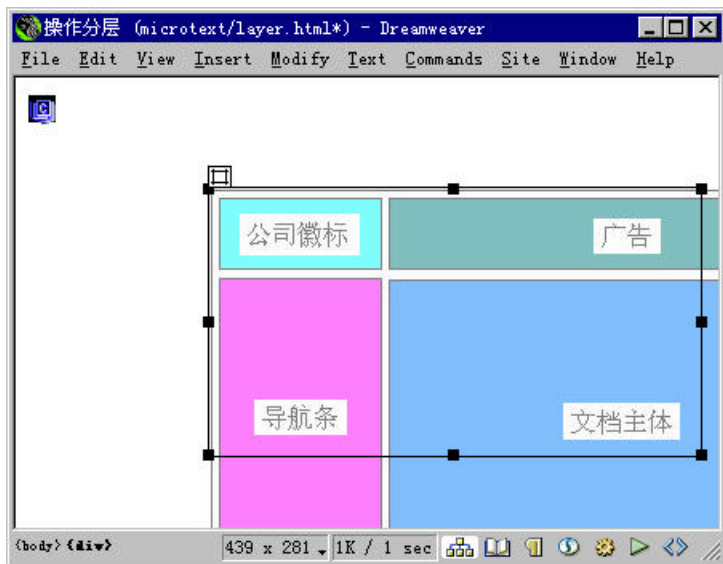 操作分层 (microtext/layer.html*) - Dreamweaver
File Edit View Insert Modify Text Commands Site Window Help
公司徽标 广告
导航条 文档主体
<body> <div> 439 x 281 1K / 1 sec